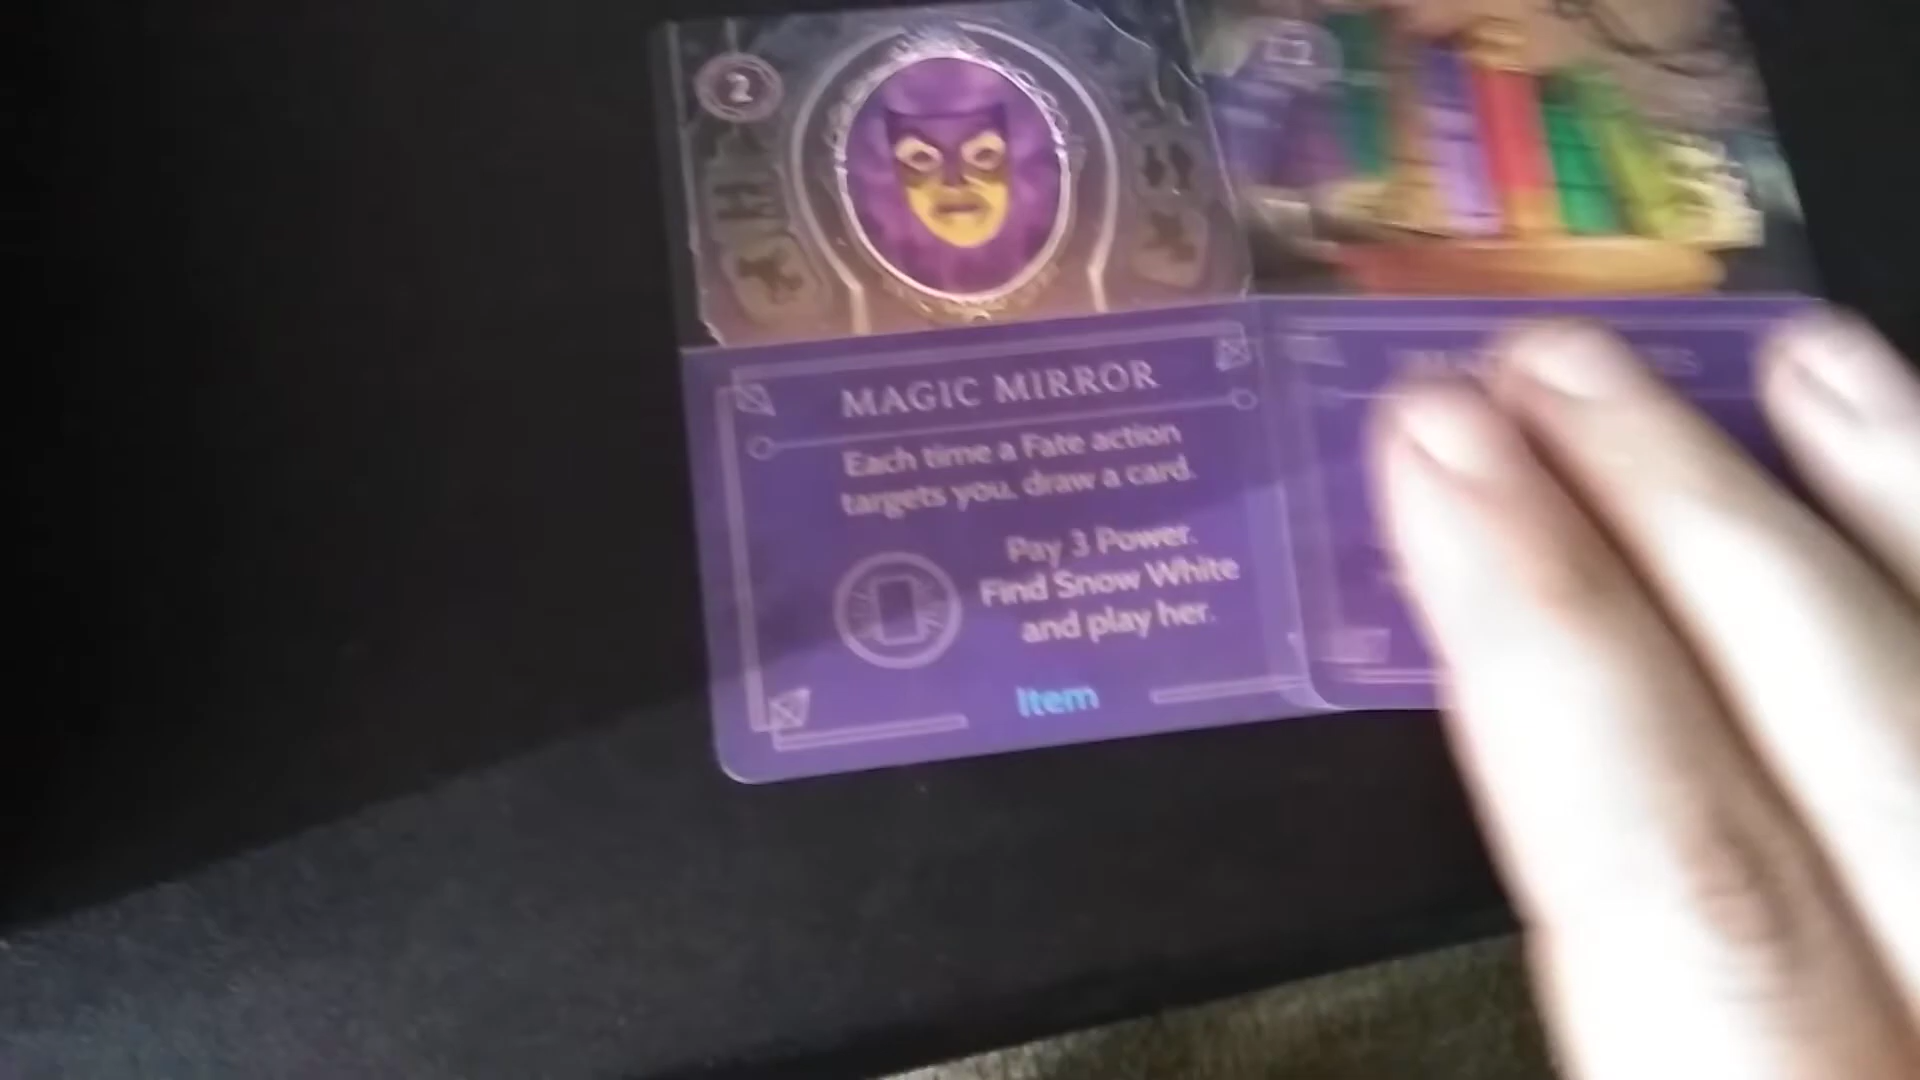 2
MAGIC MIRROR
Each time a Fate action
targets you, draw a card.
Pay 3 Power.
Find Snow White
and play her.
Item